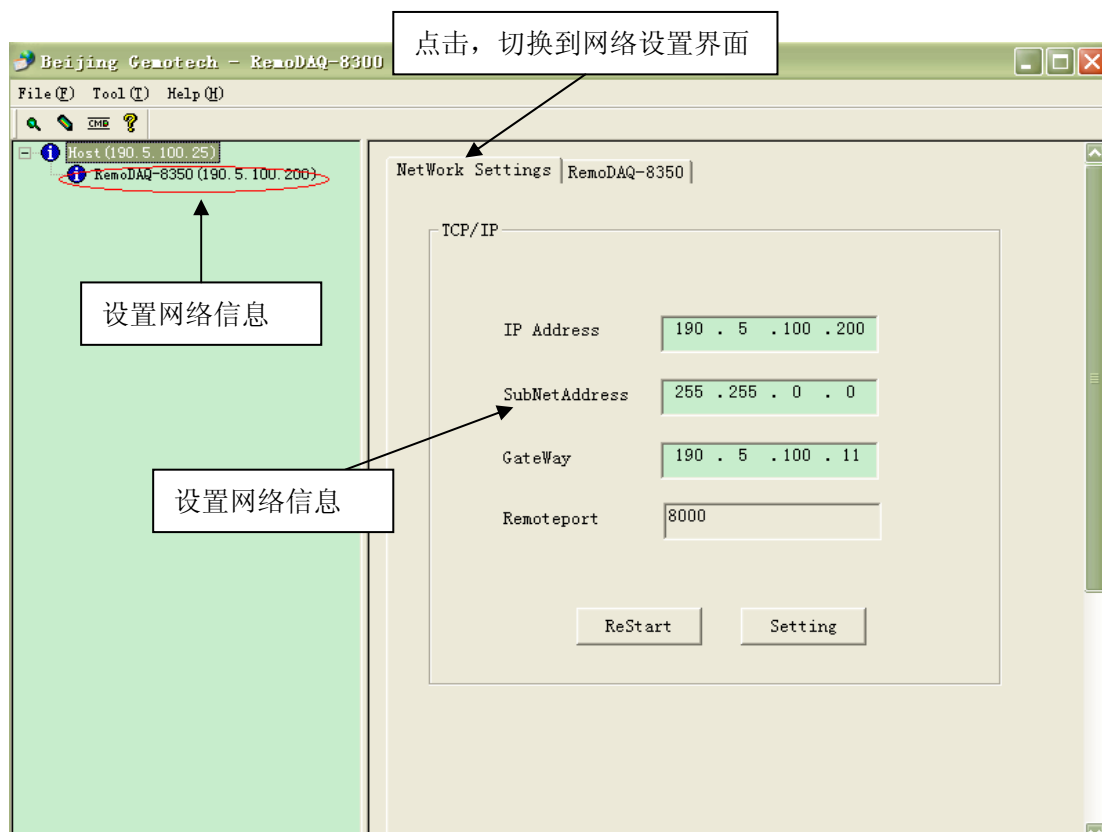 点击，切换到网络设置界面
Beijing Gemotech - RemoDAQ-8300
File(F) Tool(T) Help(H)
CMD
Host(190.5.100.25)
RemoDAQ-8350(190.5.100.200)
设置网络信息
NetWork Settings RemoDAQ-8350
TCP/IP
IP Address 190 . 5 .100 .200
SubNetAddress 255 .255 . 0 . 0
GateWay 190 . 5 .100 . 11
设置网络信息
Remoteport 8000
ReStart Setting